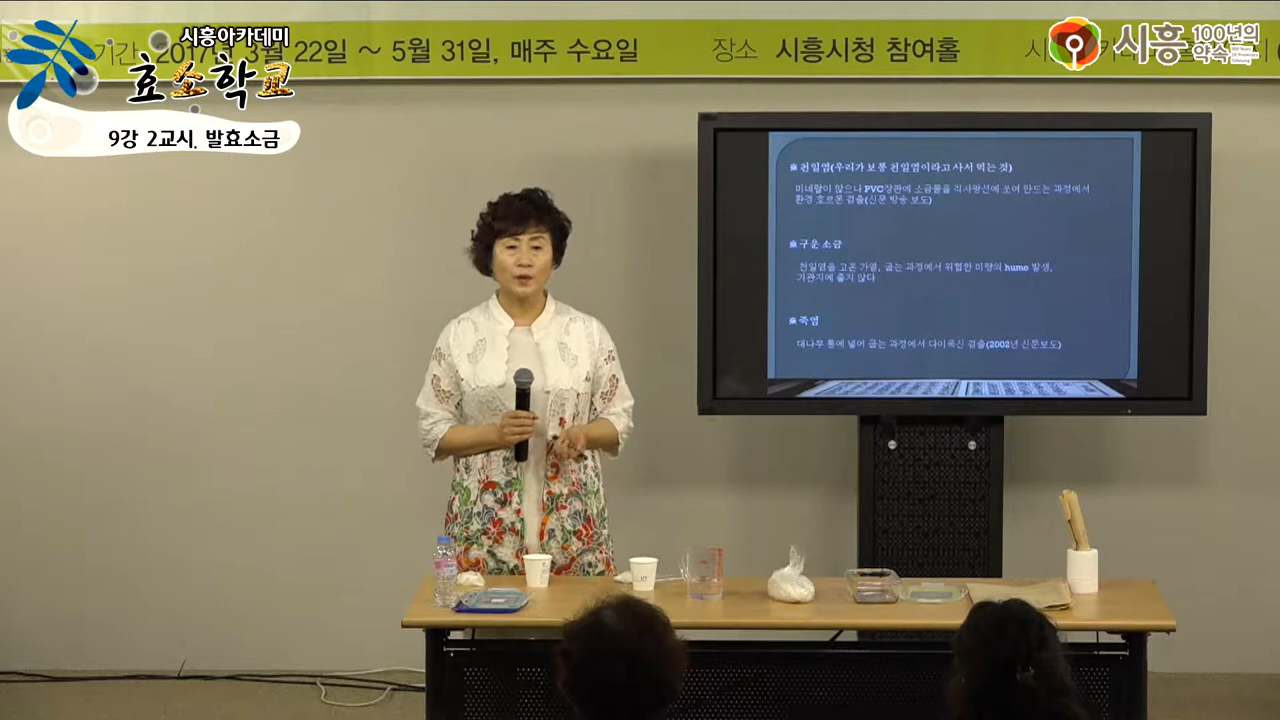 기간 2017년 3월 22일 ~ 5월 31일, 매주 수요일 장소 시흥시청 참여홀
시흥아카데미
효소학교
9강 2교시. 발효소금
시흥 100년의
약속
※ 천일염(우리가 보통 천일염이라고 사서 먹는 것)
미네랄이 많으나 PVC장판에 소금물을 직사광선에 쪼여 만드는 과정에서
환경 호르몬 검출(신문 방송 보도)
※ 구운 소금
천일염을 고온 가열, 굽는 과정에서 위험한 미량의 hume 발생,
기관지에 좋지 않다
※ 죽염
대나무 통에 넣어 굽는 과정에서 다이옥신 검출(2002년 신문보도)